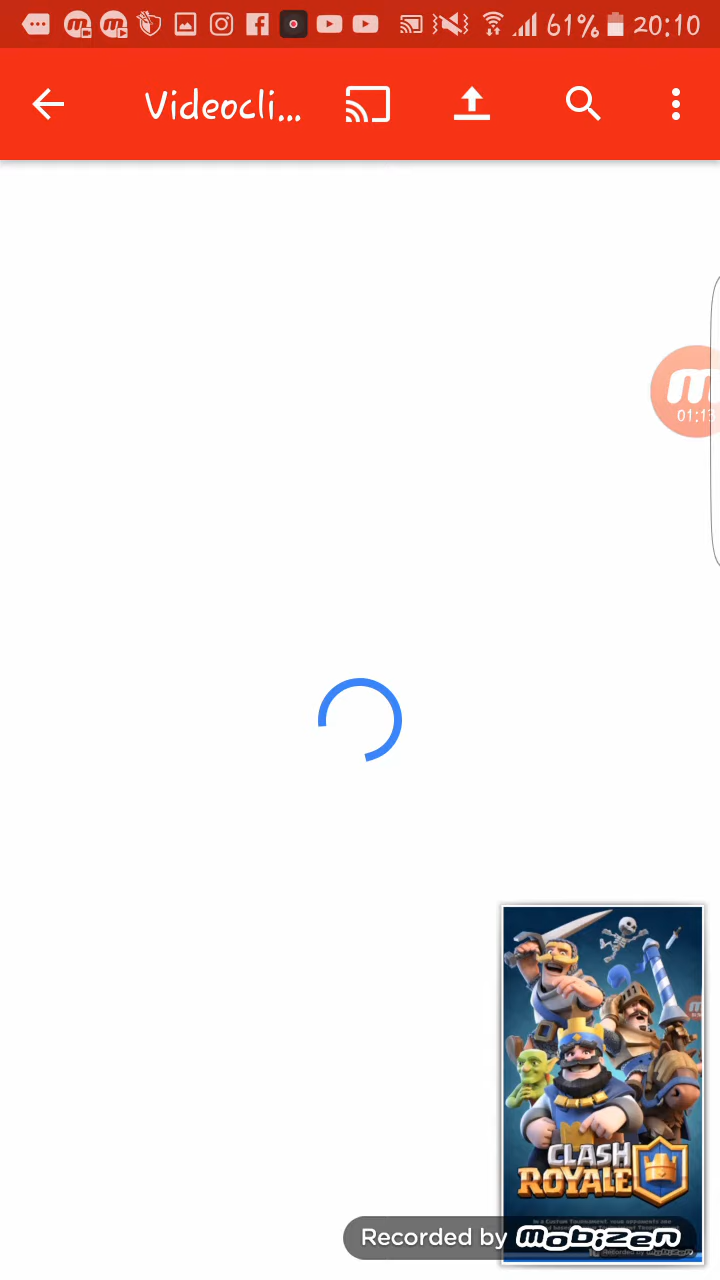 61% 20:10
Videocli...
01:13
CLASH
ROYALE
Recorded by mobizen